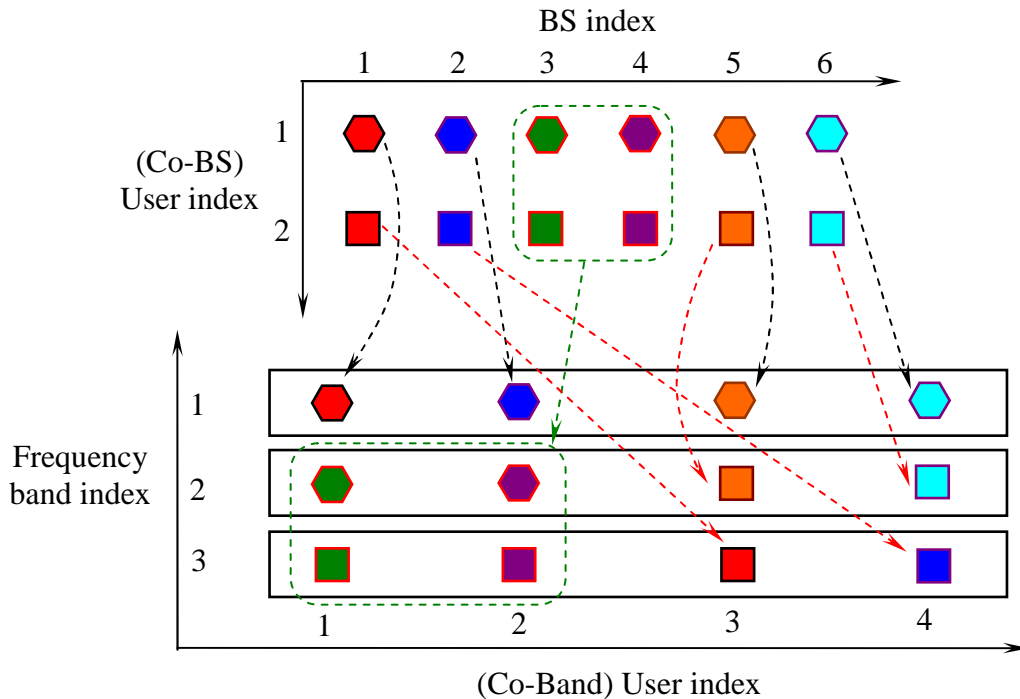 BS index
1 2 3 4 5 6
1
(Co-BS)
User index
2
1
Frequency
band index
2
3
1 2 3 4
(Co-Band) User index